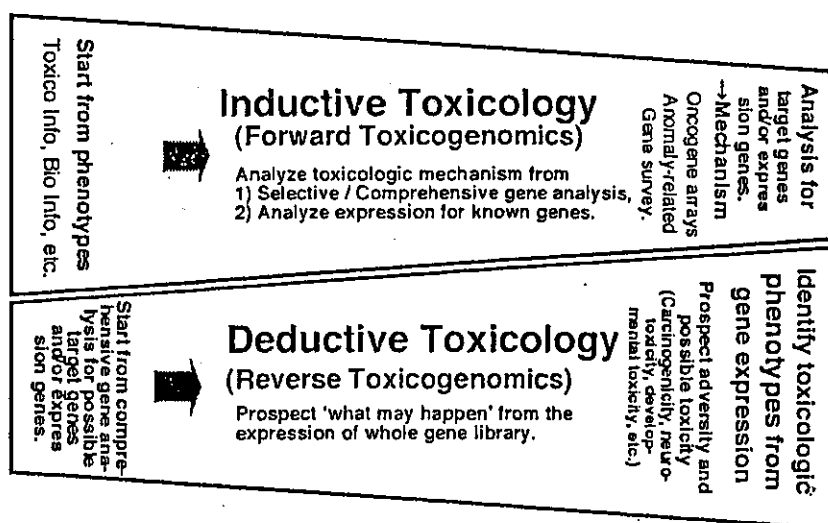 Start from phenotypes
Toxico Info, Bio Info, etc.
Inductive Toxicology
(Forward Toxicogenomics)
Analyze toxicologic mechanism from
1) Selective / Comprehensive gene analysis,
2) Analyze expression for known genes.
Analysis for
target genes
and/or expres
sion genes.
→Mechanism
Oncogene arrays
Anomaly-related
Gene survey.
Start from compre-
hensive gene ana-
lysis for possible
target genes
and/or expres
sion genes.
Deductive Toxicology
(Reverse Toxicogenomics)
Prospect 'what may happen' from the
expression of whole gene library.
Identify toxicologic
phenotypes from
gene expression
Prospect adversity and
possible toxicity
(Carcinogenicity, neuro-
toxicity, develop-
mental toxicity, etc.)